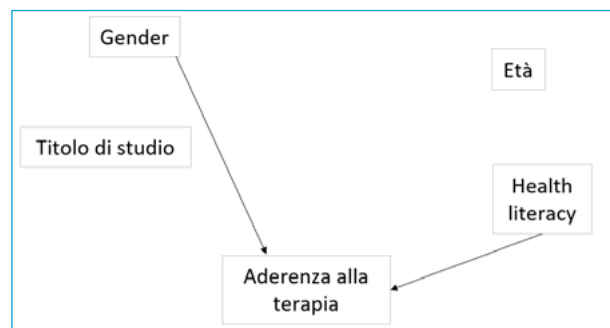 Gender
Età
Titolo di studio
Health
literacy
Aderenza alla
terapia